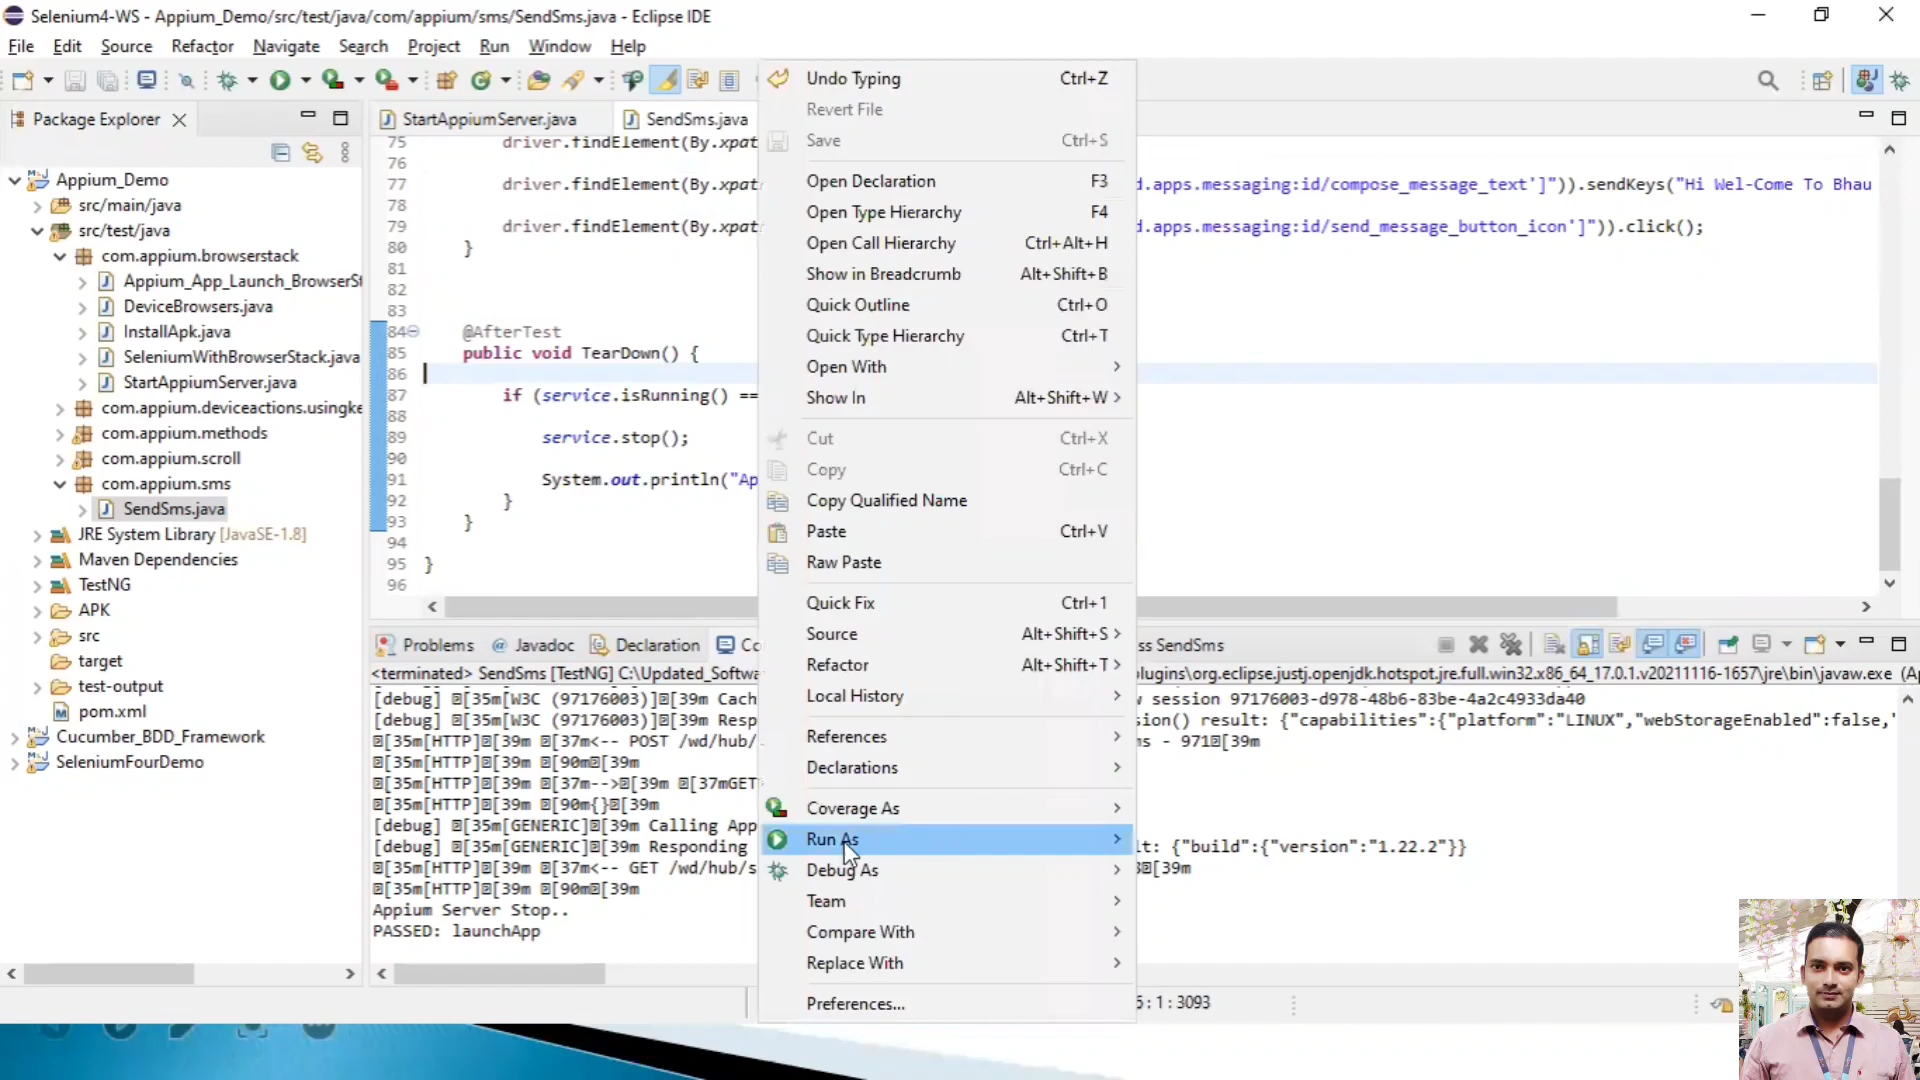 Selenium4-WS - Appium_Demo/src/test/java/com/appium/sms/SendSms.java - Eclipse IDE
File Edit Source Refactor Navigate Search Project Run Window Help
Package Explorer
Appium_Demo
src/main/java
src/test/java
com.appium.browserstack
Appium_App_Launch_BrowserSt
DeviceBrowsers.java
InstallApk.java
SeleniumWithBrowserStack.java
StartAppiumServer.java
com.appium.deviceactions.usingke
com.appium.methods
com.appium.scroll
com.appium.sms
SendSms.java
JRE System Library [JavaSE-1.8]
Maven Dependencies
TestNG
APK
src
target
test-output
pom.xml
Cucumber_BDD_Framework
SeleniumFourDemo
StartAppiumServer.java SendSms.java
75 driver.findElement(By.xpat
76
77 driver.findElement(By.xpat d.apps.messaging:id/compose_message_text']")).sendKeys("Hi Wel-Come To Bhau
78
79 driver.findElement(By.xpat d.apps.messaging:id/send_message_button_icon']")).click();
80 }
81
82
83
84 @AfterTest
85 public void TearDown() {
86
87 if (service.isRunning() ==
88
89 service.stop();
90
91 System.out.println("Ap
92 }
93 }
94
95 }
96
Undo Typing Ctrl+Z
Revert File
Save Ctrl+S
Open Declaration F3
Open Type Hierarchy F4
Open Call Hierarchy Ctrl+Alt+H
Show in Breadcrumb Alt+Shift+B
Quick Outline Ctrl+O
Quick Type Hierarchy Ctrl+T
Open With
Show In Alt+Shift+W
Cut Ctrl+X
Copy Ctrl+C
Copy Qualified Name
Paste Ctrl+V
Raw Paste
Quick Fix Ctrl+1
Source Alt+Shift+S
Refactor Alt+Shift+T
Local History
References
Declarations
Coverage As
Run As
Debug As
Team
Compare With
Replace With
Preferences...
Problems Javadoc Declaration Co ss SendSms
<terminated> SendSms [TestNG] C:\Updated_Softwa plugins\org.eclipse.justj.openjdk.hotspot.jre.full.win32.x86_64_17.0.1.v20211116-1657\jre\bin\javaw.exe (A
[debug] [35m[W3C (97176003)][39m Cach w session 97176003-d978-48b6-83be-4a2c4933da40
[debug] [35m[W3C (97176003)][39m Resp sion() result: {"capabilities":{"platform":"LINUX","webStorageEnabled":false,'
[35m[HTTP][39m [37m<-- POST /wd/hub/ ms - 971[39m
[35m[HTTP][39m [90m[39m
[35m[HTTP][39m [37m-->[39m [37mGET
[35m[HTTP][39m [90m{}[39m
[debug] [35m[GENERIC][39m Calling App
[debug] [35m[GENERIC][39m Responding lt: {"build":{"version":"1.22.2"}}
[35m[HTTP][39m [37m<-- GET /wd/hub/s [39m
[35m[HTTP][39m [90m[39m
Appium Server Stop..
PASSED: launchApp
: 1 : 3093